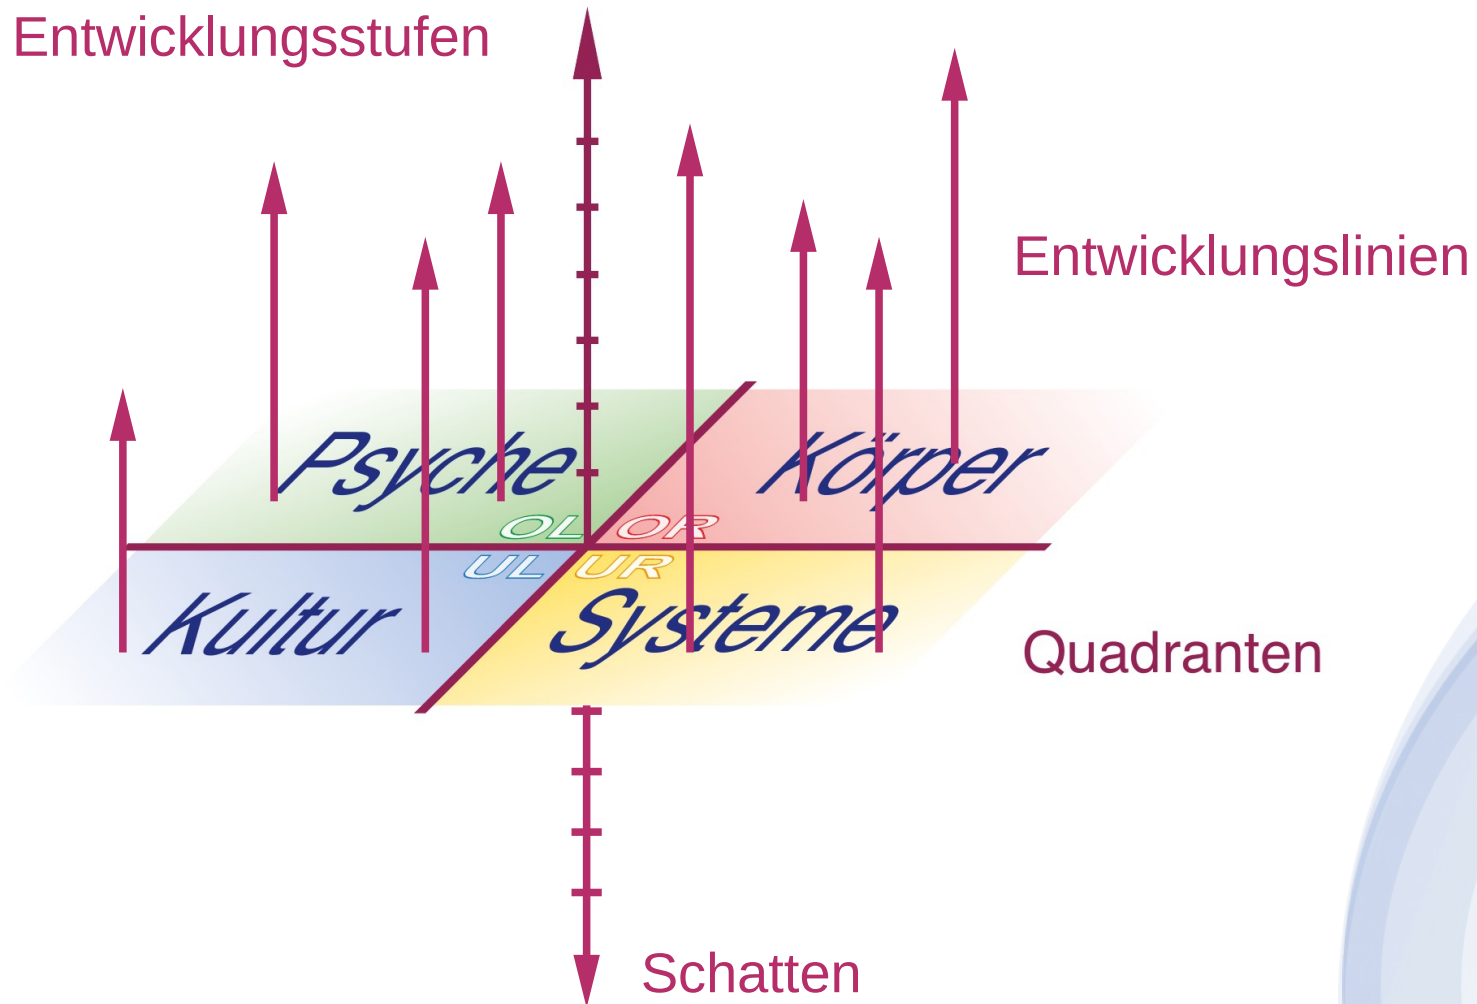 Entwicklungsstufen
Entwicklungslinien
Psyche
Körper
OL OR
UL UR
Kultur
Systeme
Quadranten
Schatten